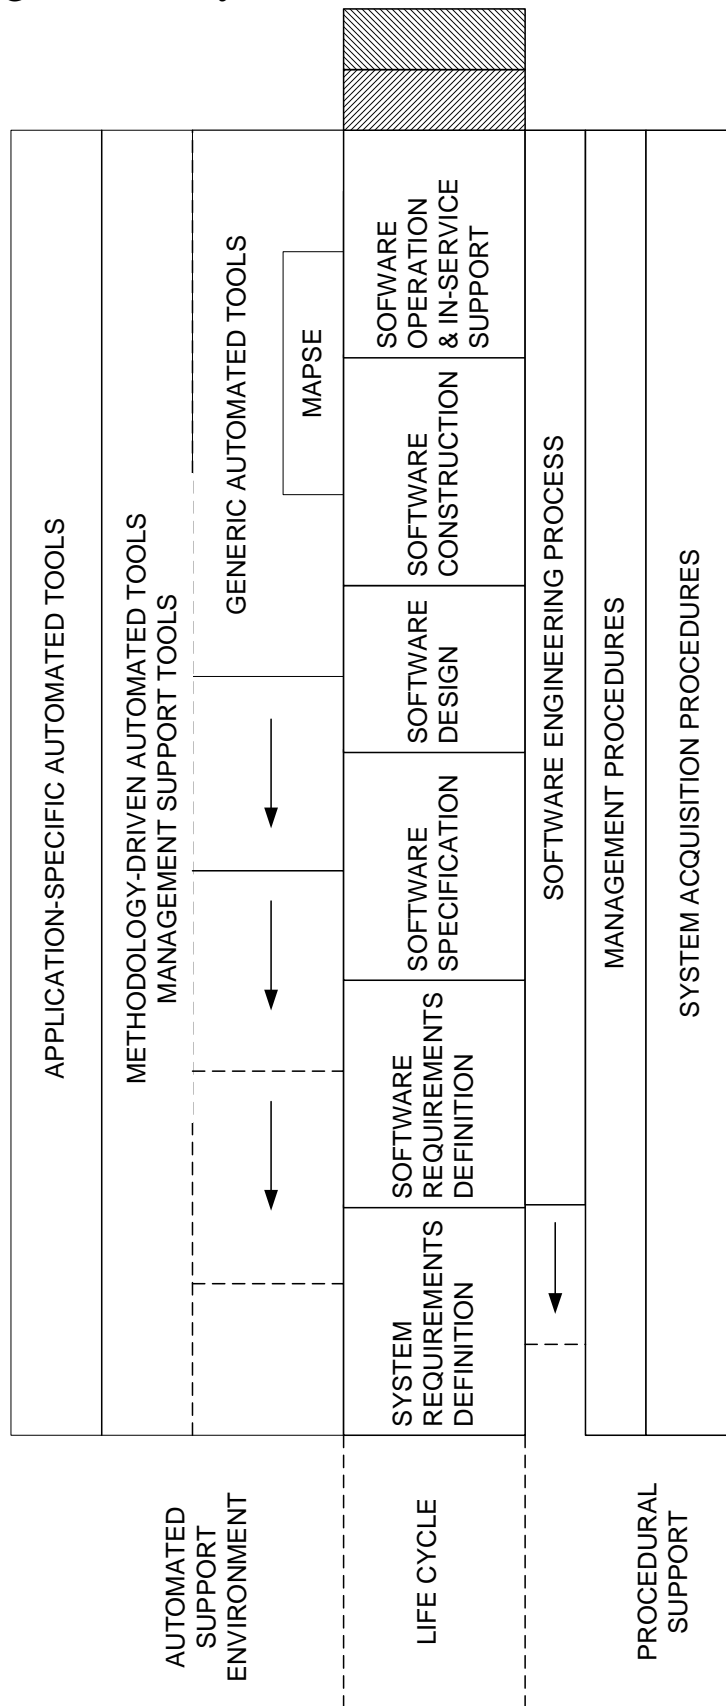 APPLICATION-SPECIFIC AUTOMATED TOOLS
METHODOLOGY-DRIVEN AUTOMATED TOOLS
MANAGEMENT SUPPORT TOOLS
GENERIC AUTOMATED TOOLS
MAPSE
AUTOMATED
SUPPORT
ENVIRONMENT
LIFE CYCLE
SYSTEM
REQUIREMENTS
DEFINITION
SOFTWARE
REQUIREMENTS
DEFINITION
SOFTWARE
SPECIFICATION
SOFTWARE
DESIGN
SOFTWARE
CONSTRUCTION
SOFWARE
OPERATION
& IN-SERVICE
SUPPORT
SOFTWARE ENGINEERING PROCESS
MANAGEMENT PROCEDURES
SYSTEM ACQUISITION PROCEDURES
PROCEDURAL
SUPPORT